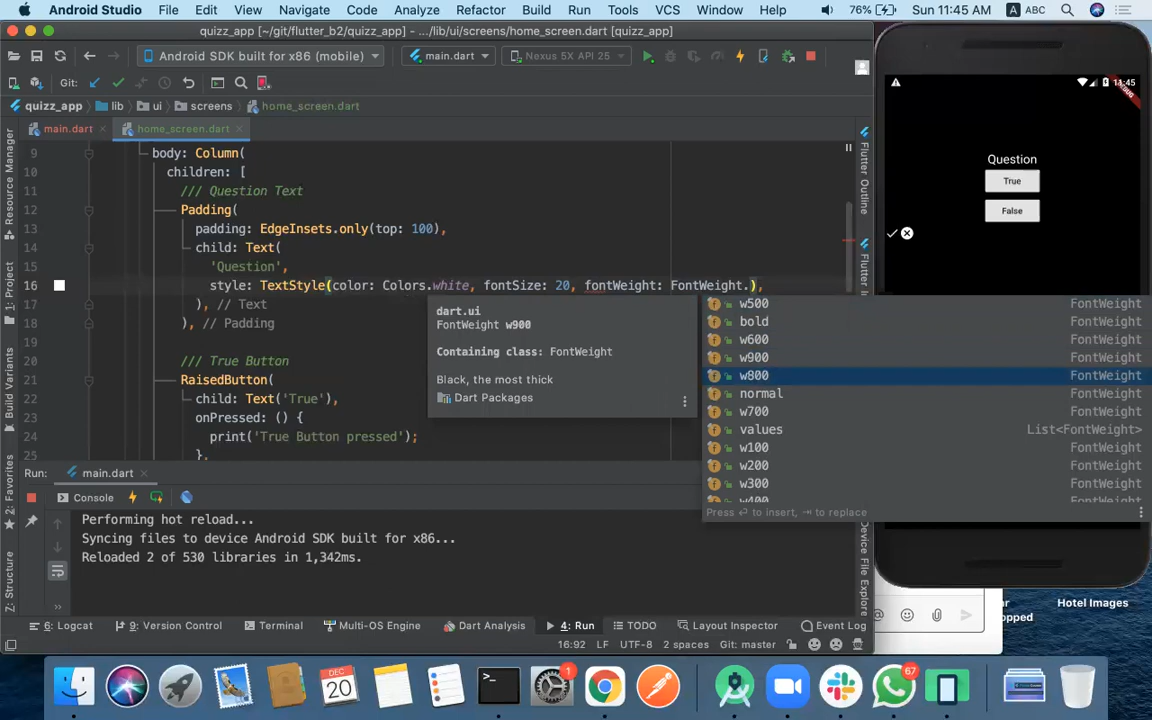 Android Studio File Edit View Navigate Code Analyze Refactor Build Run Tools VCS Window Help 76% Sun 11:45 AM A ABC
quizz_app [~/git/flutter_b2/quizz_app] - .../lib/ui/screens/home_screen.dart [quizz_app]
Android SDK built for x86 (mobile) main.dart Nexus 5X API 25
Git:
quizz_app lib ui screens home_screen.dart
main.dart home_screen.dart
9 body: Column(
10 children: [
11 /// Question Text
12 Padding(
13 padding: EdgeInsets.only(top: 100),
14 child: Text(
15 'Question',
16 style: TextStyle(color: Colors.white, fontSize: 20, fontWeight: FontWeight.),
17 ), // Text
18 ), // Padding
19
20 /// True Button
21 RaisedButton(
22 child: Text('True'),
23 onPressed: () {
24 print('True Button pressed');
25 },
dart.ui
FontWeight w900
Containing class: FontWeight
Black, the most thick
Dart Packages
w500 FontWeight
bold FontWeight
w600 FontWeight
w900 FontWeight
w800 FontWeight
normal FontWeight
w700 FontWeight
values List<FontWeight>
w100 FontWeight
w200 FontWeight
w300 FontWeight
w400 FontWeight
Press ⏎ to insert, ⇥ to replace
Resource Manager
1: Project
Build Variants
2: Favorites
Z: Structure
Flutter Outline
Device File Explorer
Run: main.dart
Console
Performing hot reload...
Syncing files to device Android SDK built for x86...
Reloaded 2 of 530 libraries in 1,342ms.
6: Logcat 9: Version Control Terminal Multi-OS Engine Dart Analysis 4: Run TODO Layout Inspector Event Log
16:92 LF UTF-8 2 spaces Git: master
11:45
Question
True
False
Hotel Images
DEC
20
1
67